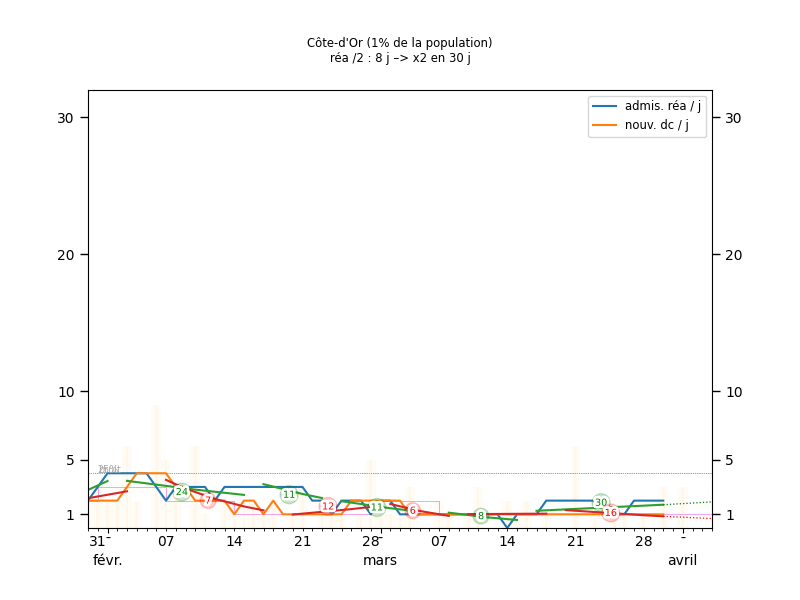 Côte-d'Or (1% de la population)
réa /2 : 8 j –> x2 en 30 j
admis. réa / j
nouv. dc / j
30 30
20 20
10 10
5 5
1 1
24 7 11 12 11 6 8 30 16
31 07 14 21 28 07 14 21 28
févr. mars avril